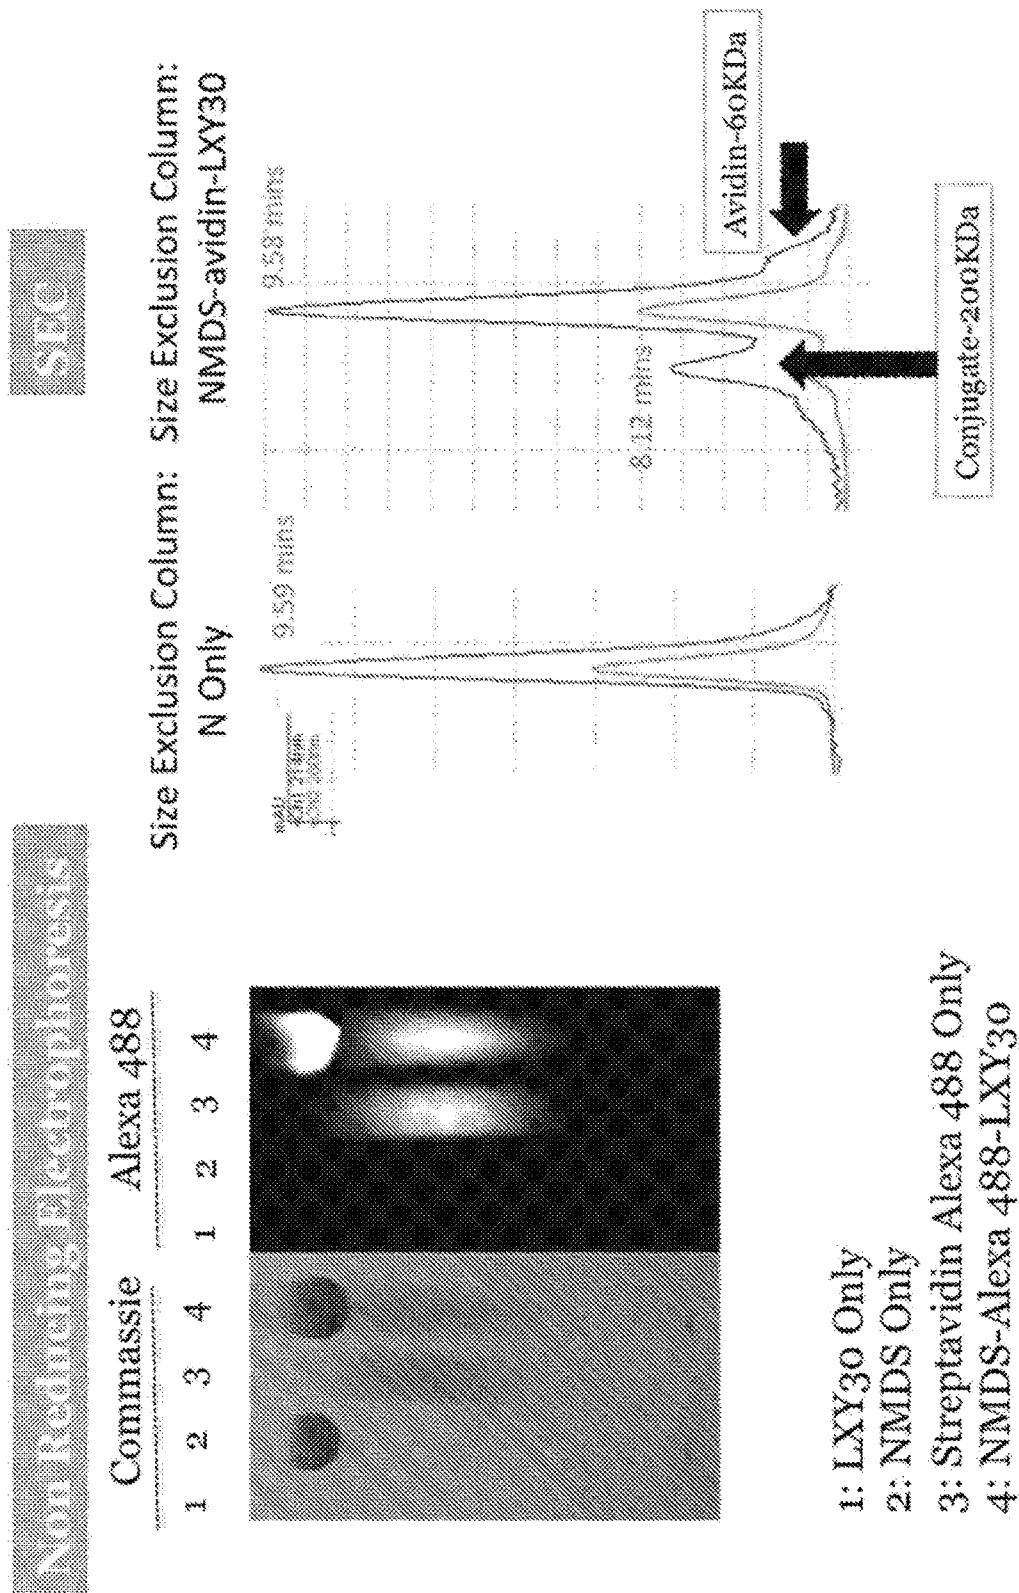 Non Reducing Electrophoresis
Commassie
Alexa 488
1 2 3 4
1 2 3 4
1: LXY30 Only
2: NMDS Only
3: Streptavidin Alexa 488 Only
4: NMDS-Alexa 488-LXY30
SEC
Size Exclusion Column:
N Only
9.59 mins
Size Exclusion Column:
NMDS-avidin-LXY30
9.58 mins
8.12 mins
Avidin-60KDa
Conjugate-200KDa